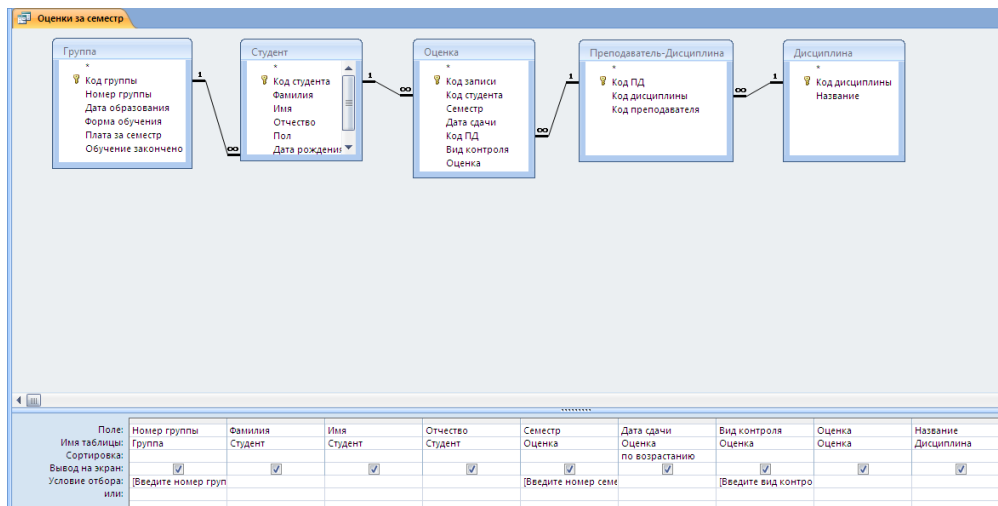 Оценки за семестр
Группа
*
Код группы
Номер группы
Дата образования
Форма обучения
Плата за семестр
Обучение закончено
1
∞
Студент
*
Код студента
Фамилия
Имя
Отчество
Пол
Дата рождения
1
∞
Оценка
*
Код записи
Код студента
Семестр
Дата сдачи
Код ПД
Вид контроля
Оценка
∞
1
Преподаватель-Дисциплина
*
Код ПД
Код дисциплины
Код преподавателя
∞
1
Дисциплина
*
Код дисциплины
Название
Поле: Номер группы Фамилия Имя Отчество Семестр Дата сдачи Вид контроля Оценка Название
Имя таблицы: Группа Студент Студент Студент Оценка Оценка Оценка Оценка Дисциплина
Сортировка: по возрастанию
Вывод на экран:
Условие отбора: [Введите номер груп [Введите номер семе [Введите вид контро
или: